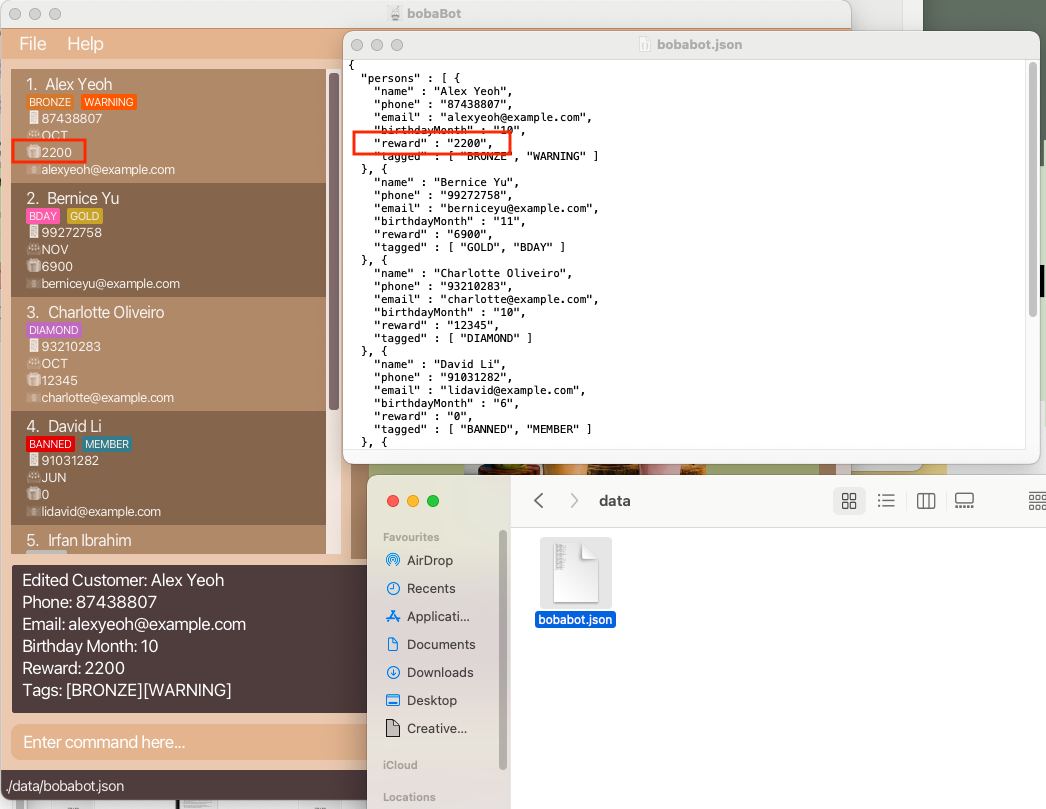 bobaBot
File Help
1. Alex Yeoh
BRONZE WARNING
87438807
OCT
2200
alexyeoh@example.com
2. Bernice Yu
BDAY GOLD
99272758
NOV
6900
berniceyu@example.com
3. Charlotte Oliveiro
DIAMOND
93210283
OCT
12345
charlotte@example.com
4. David Li
BANNED MEMBER
91031282
JUN
0
lidavid@example.com
5. Irfan Ibrahim
Edited Customer: Alex Yeoh
Phone: 87438807
Email: alexyeoh@example.com
Birthday Month: 10
Reward: 2200
Tags: [BRONZE][WARNING]
Enter command here...
./data/bobabot.json
bobabot.json
{
"persons" : [ {
"name" : "Alex Yeoh",
"phone" : "87438807",
"email" : "alexyeoh@example.com",
"birthdayMonth" : "10",
"reward" : "2200",
"tagged" : [ "BRONZE", "WARNING" ]
}, {
"name" : "Bernice Yu",
"phone" : "99272758",
"email" : "berniceyu@example.com",
"birthdayMonth" : "11",
"reward" : "6900",
"tagged" : [ "GOLD", "BDAY" ]
}, {
"name" : "Charlotte Oliveiro",
"phone" : "93210283",
"email" : "charlotte@example.com",
"birthdayMonth" : "10",
"reward" : "12345",
"tagged" : [ "DIAMOND" ]
}, {
"name" : "David Li",
"phone" : "91031282",
"email" : "lidavid@example.com",
"birthdayMonth" : "6",
"reward" : "0",
"tagged" : [ "BANNED", "MEMBER" ]
}, {
data
Favourites
AirDrop
Recents
Applicati...
Documents
Downloads
Desktop
Creative...
iCloud
Locations
bobabot.json